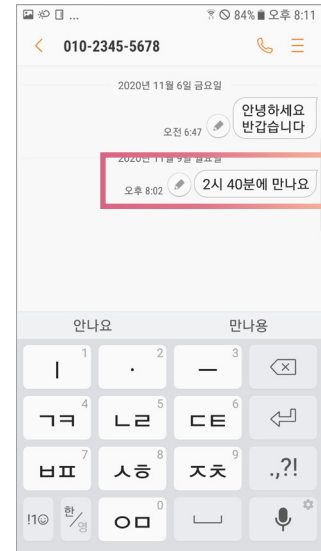 ... 84% 오후 8:11
< 010-2345-5678
2020년 11월 6일 금요일
안녕하세요
오전 6:47 반갑습니다
2020년 11월 9일 월요일
오후 8:02 2시 40분에 만나요
안나요 만나용
ㅣ 1 · 2 ㅡ 3
ㄱㅋ 4 ㄴㄹ 5 ㄷㅌ 6
ㅂㅍ 7 ㅅㅎ 8 ㅈㅊ 9 .,?!
!1☺ 한/영 ㅇㅁ 0